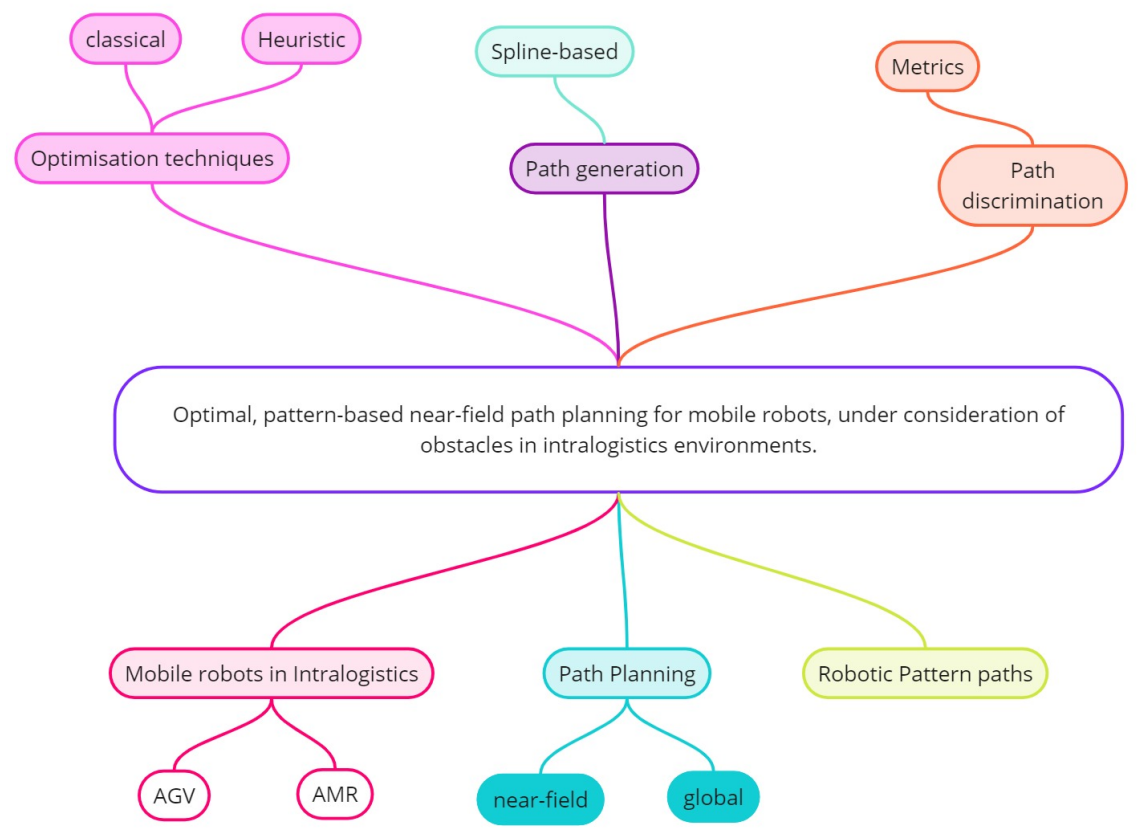 classical
Heuristic
Spline-based
Metrics
Optimisation techniques
Path generation
Path
discrimination
Optimal, pattern-based near-field path planning for mobile robots, under consideration of
obstacles in intralogistics environments.
Mobile robots in Intralogistics
Path Planning
Robotic Pattern paths
AGV
AMR
near-field
global